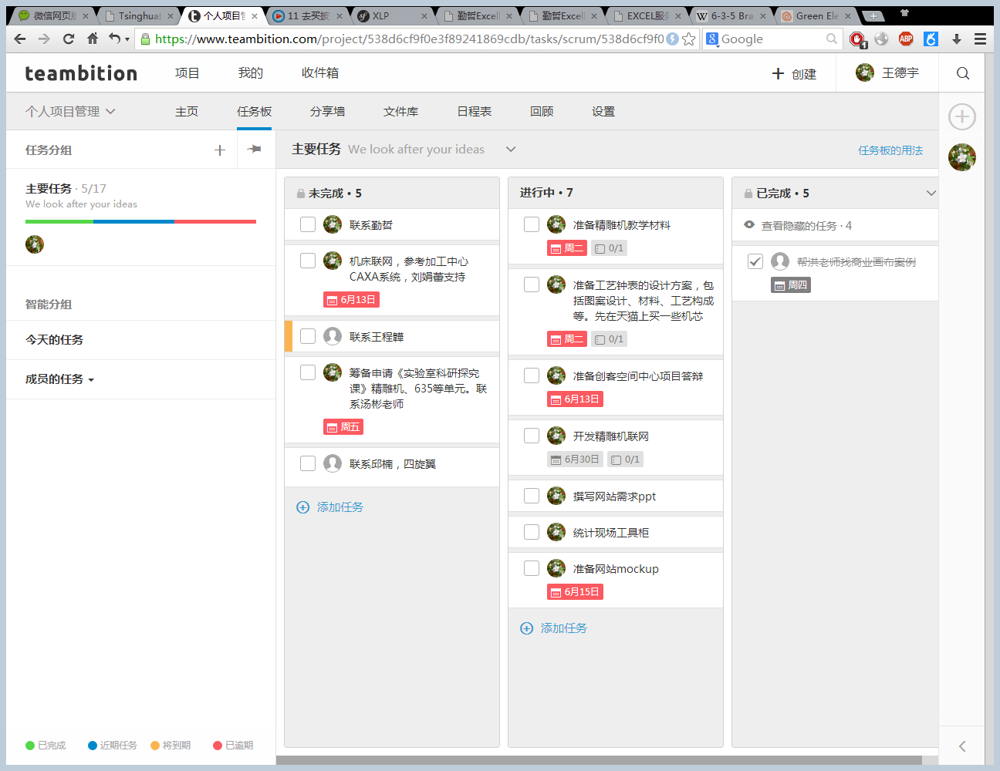 微信网页版
TsinghuaI
个人项目管
11 去买披
XLP
勤哲Excel
勤哲Excel
EXCEL服务
6-3-5 Bra
Green Ele
https://www.teambition.com/project/538d6cf9f0e3f89241869cdb/tasks/scrum/538d6cf9f0
Google
teambition
项目
我的
收件箱
创建
王德宇
个人项目管理
主页
任务板
分享墙
文件库
日程表
回顾
设置
任务分组
主要任务 We look after your ideas
任务板的用法
主要任务 · 5/17
We look after your ideas
智能分组
今天的任务
成员的任务
未完成 • 5
联系勤哲
机床联网，参考加工中心
CAXA系统，刘娟蕾支持
6月13日
筹备申请《实验室科研探究
课》精雕机、635等单元。联
系汤彬老师
周五
联系邱楠，四旋翼
添加任务
进行中 • 7
准备精雕机教学材料
周二 0/1
准备工艺钟表的设计方案，包
括图案设计、材料、工艺构成
等。先在天猫上买一些机芯
周二 0/1
准备创客空间中心项目答辩
6月13日
开发精雕机联网
6月30日 0/1
撰写网站需求ppt
统计现场工具柜
准备网站mockup
6月15日
添加任务
已完成 • 5
查看隐藏的任务 · 4
帮洪老师找商业画布案例
周四
已完成
近期任务
将到期
已逾期